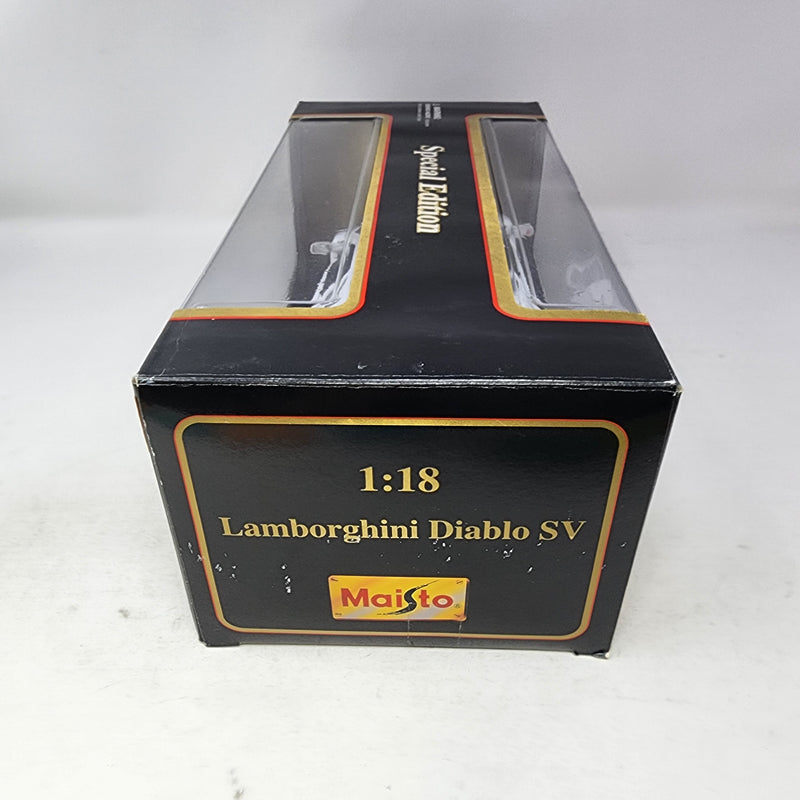 Special Edition
1:18
Lamborghini Diablo SV
Maisto